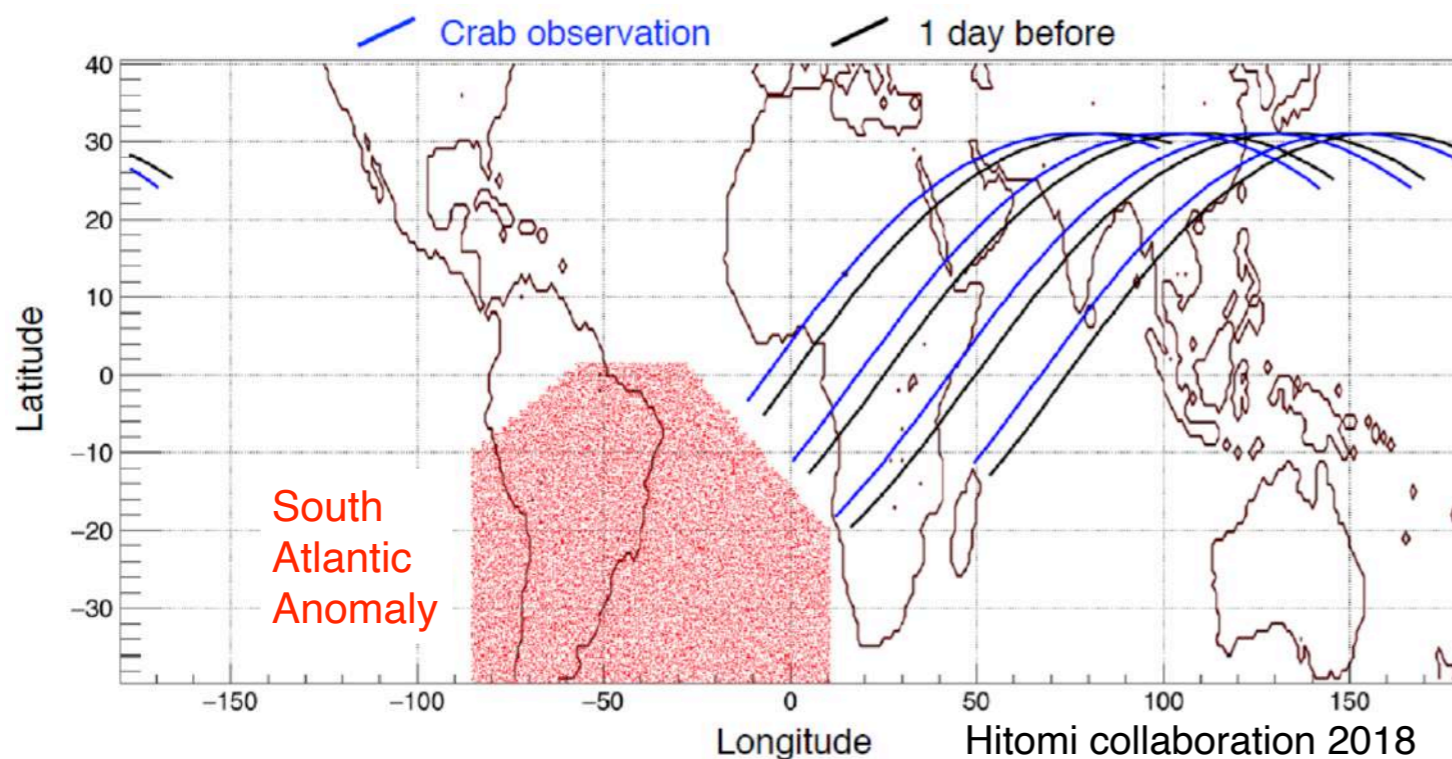 Crab observation 1 day before
40
30
20
10
0
−10
−20
−30
Latitude
South
Atlantic
Anomaly
−150 −100 −50 0 50 100 150
Longitude
Hitomi collaboration 2018